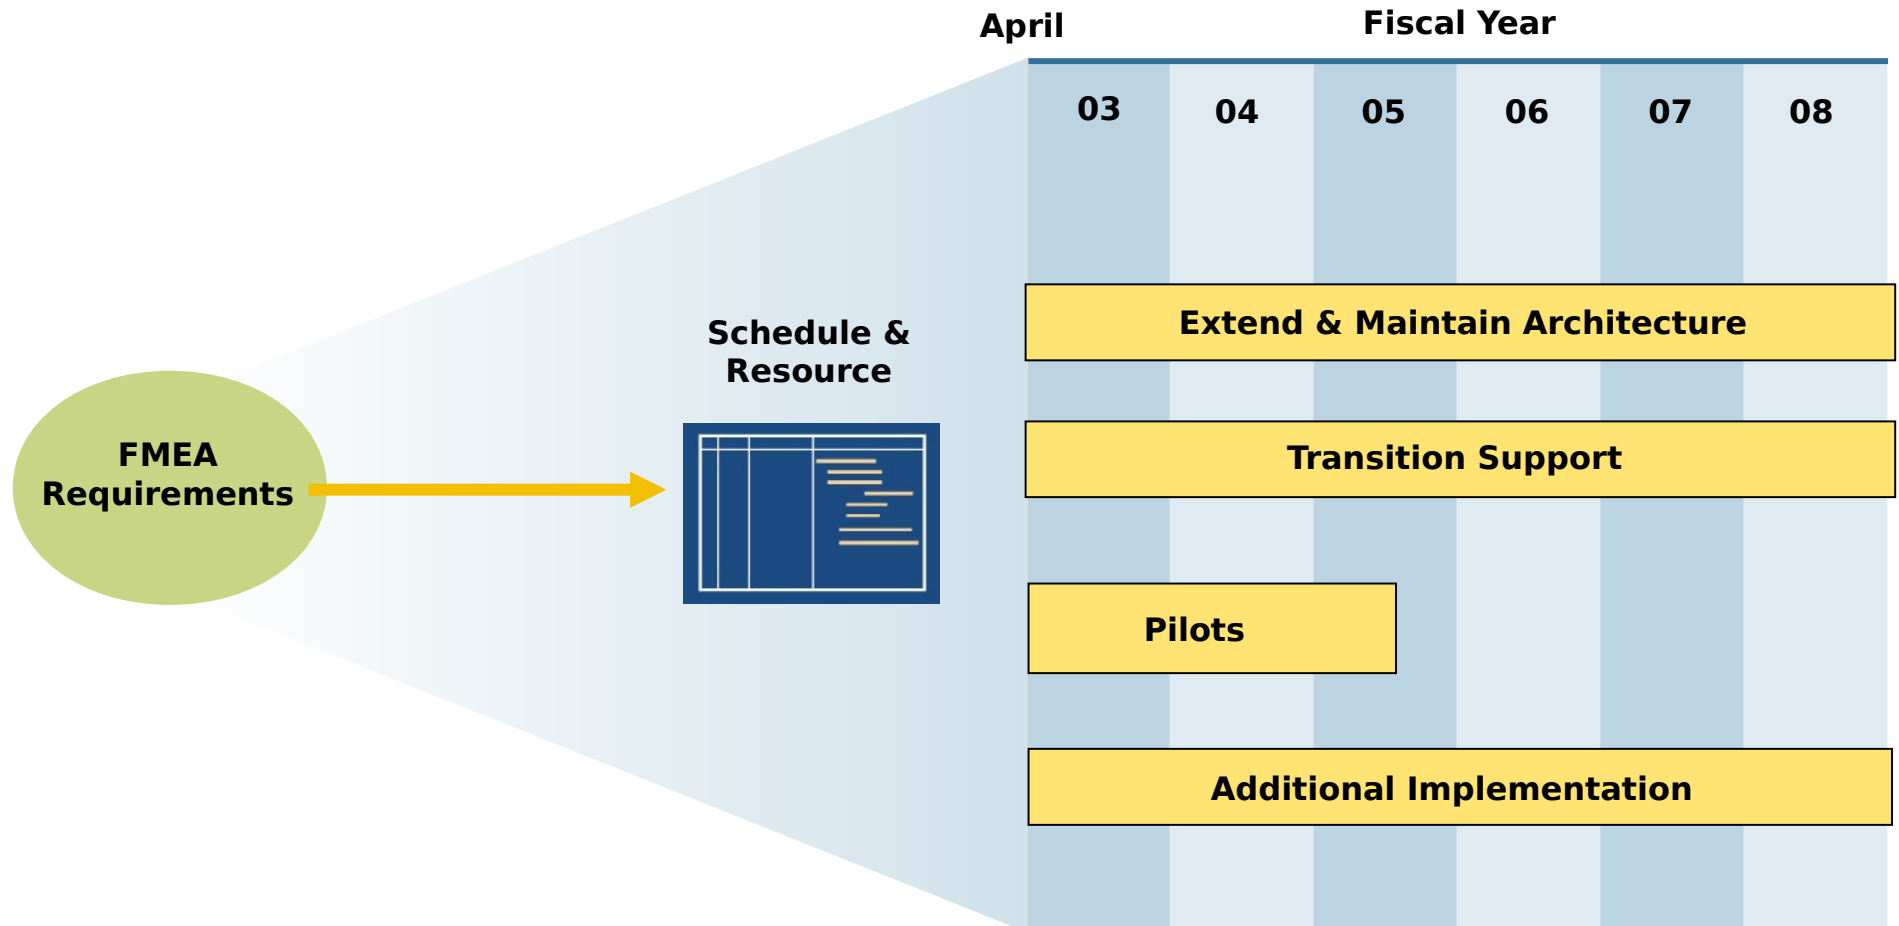 April
Fiscal Year
03 04 05 06 07 08
Schedule &
Resource
FMEA
Requirements
Extend & Maintain Architecture
Transition Support
Pilots
Additional Implementation